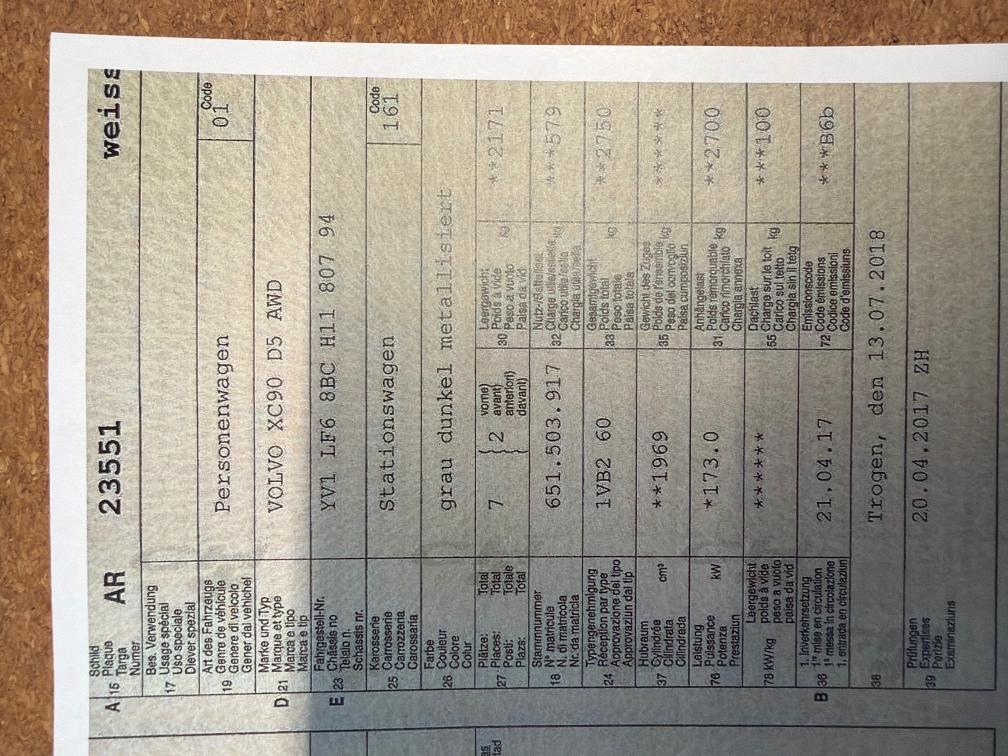 A 15 Schild
Plaque
Targa
Numer
AR 23551 weiss
17 Bes. Verwendung
Usage spécial
Uso speciale
Diever spezial
19 Art des Fahrzeugs
Genre de véhicule
Genere di veicolo
Gener da vehichel
Personenwagen
Code
01
D 21 Marke und Typ
Marque et type
Marca e tipo
Marca e tip
VOLVO XC90 D5 AWD
E 23 Fahrgestell-Nr.
Châssis no
Telaio n.
Schassis nr.
YV1 LF6 8BC H11 807 94
25 Karosserie
Carrosserie
Carrozzeria
Carossaria
Stationswagen
Code
161
26 Farbe
Couleur
Colore
Colur
grau dunkel metallisiert
27 Plätze: Total
Places: Total
Posti: Totale
Plazs: Total
7 { 2 vorne)
avant)
anteriori)
davant)
30 Leergewicht
Poids à vide
Peso a vuoto
Paisa da vid
kg
**2171
18 Stammnummer
N° matricule
N. di matricola
Nr. da matricla
651.503.917
32 Nutz-/Sattellast
Charge utile/sellette
Carico utile/sella
Chargia utila/sella
kg
***579
24 Typengenehmigung
Réception par type
Approvazione del tipo
Approvaziun dal tip
1VB2 60
33 Gesamtgewicht
Poids total
Peso totale
Paisa totala
kg
**2750
37 Hubraum
Cylindrée
Cilindrata
Cilindrada
cm³
**1969
35 Gewicht des Zuges
Poids de l'ensemble
Peso del convoglio
Paisa cumposiziun
kg
******
76 Leistung
Puissance
Potenza
Prestaziun
kW
*173.0
31 Anhängelast
Poids remorquable
Carico rimorchiato
Chargia annexa
kg
**2700
78 kW/kg Leergewicht
poids à vide
peso a vuoto
paisa da vid
******
55 Dachlast
Charge sur le toit
Carico sul tetto
Chargia sin il tetg
kg
***100
B 36 1. Inverkehrsetzung
1re mise en circulation
1a messa in circolazione
1. entrada en circulaziun
21.04.17
72 Emissionscode
Code émissions
Codice emissioni
Code d'emissiuns
***B6b
38 Trogen, den 13.07.2018
39 Prüfungen
Expertises
Perizie
Examinaziuns
20.04.2017 ZH